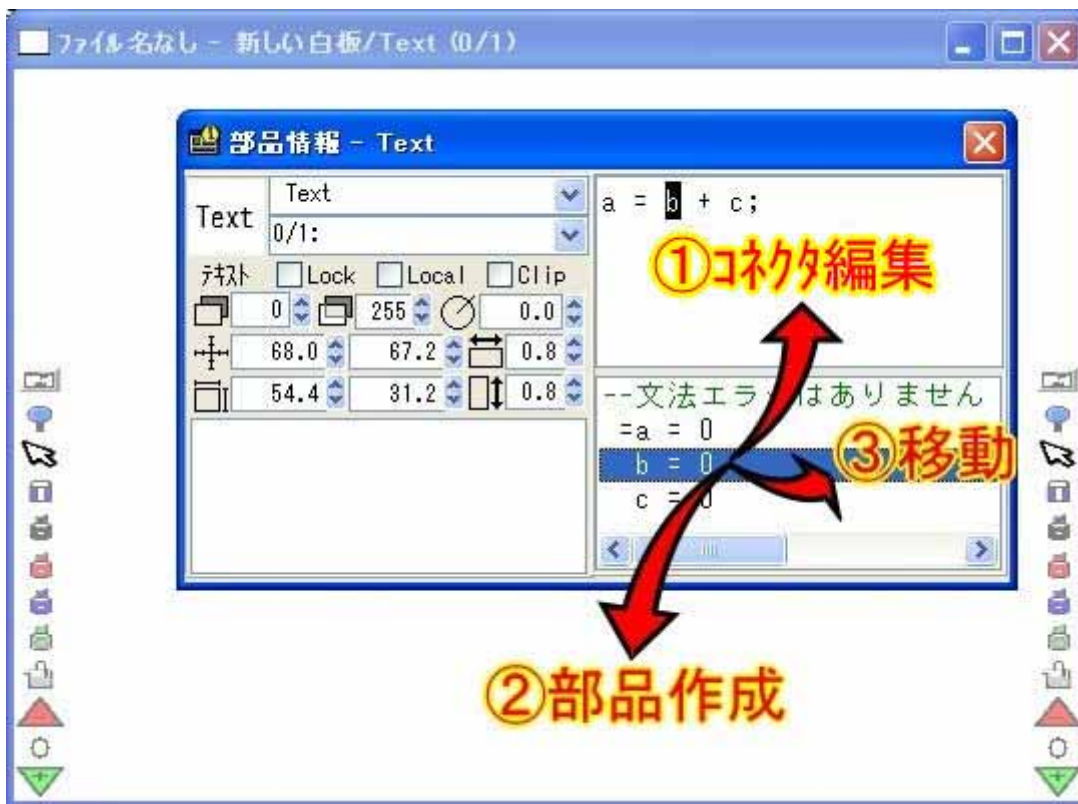 ファイル名なし - 新しい白板/Text (0/1)
部品情報 - Text
Text
Text
0/1:
テキスト Lock Local Clip
0 255 0.0
68.0 67.2 0.8
54.4 31.2 0.8
a = b + c;
①コネクタ編集
--文法エラ はありません
=a = 0
b = 0
③移動
c = 0
②部品作成